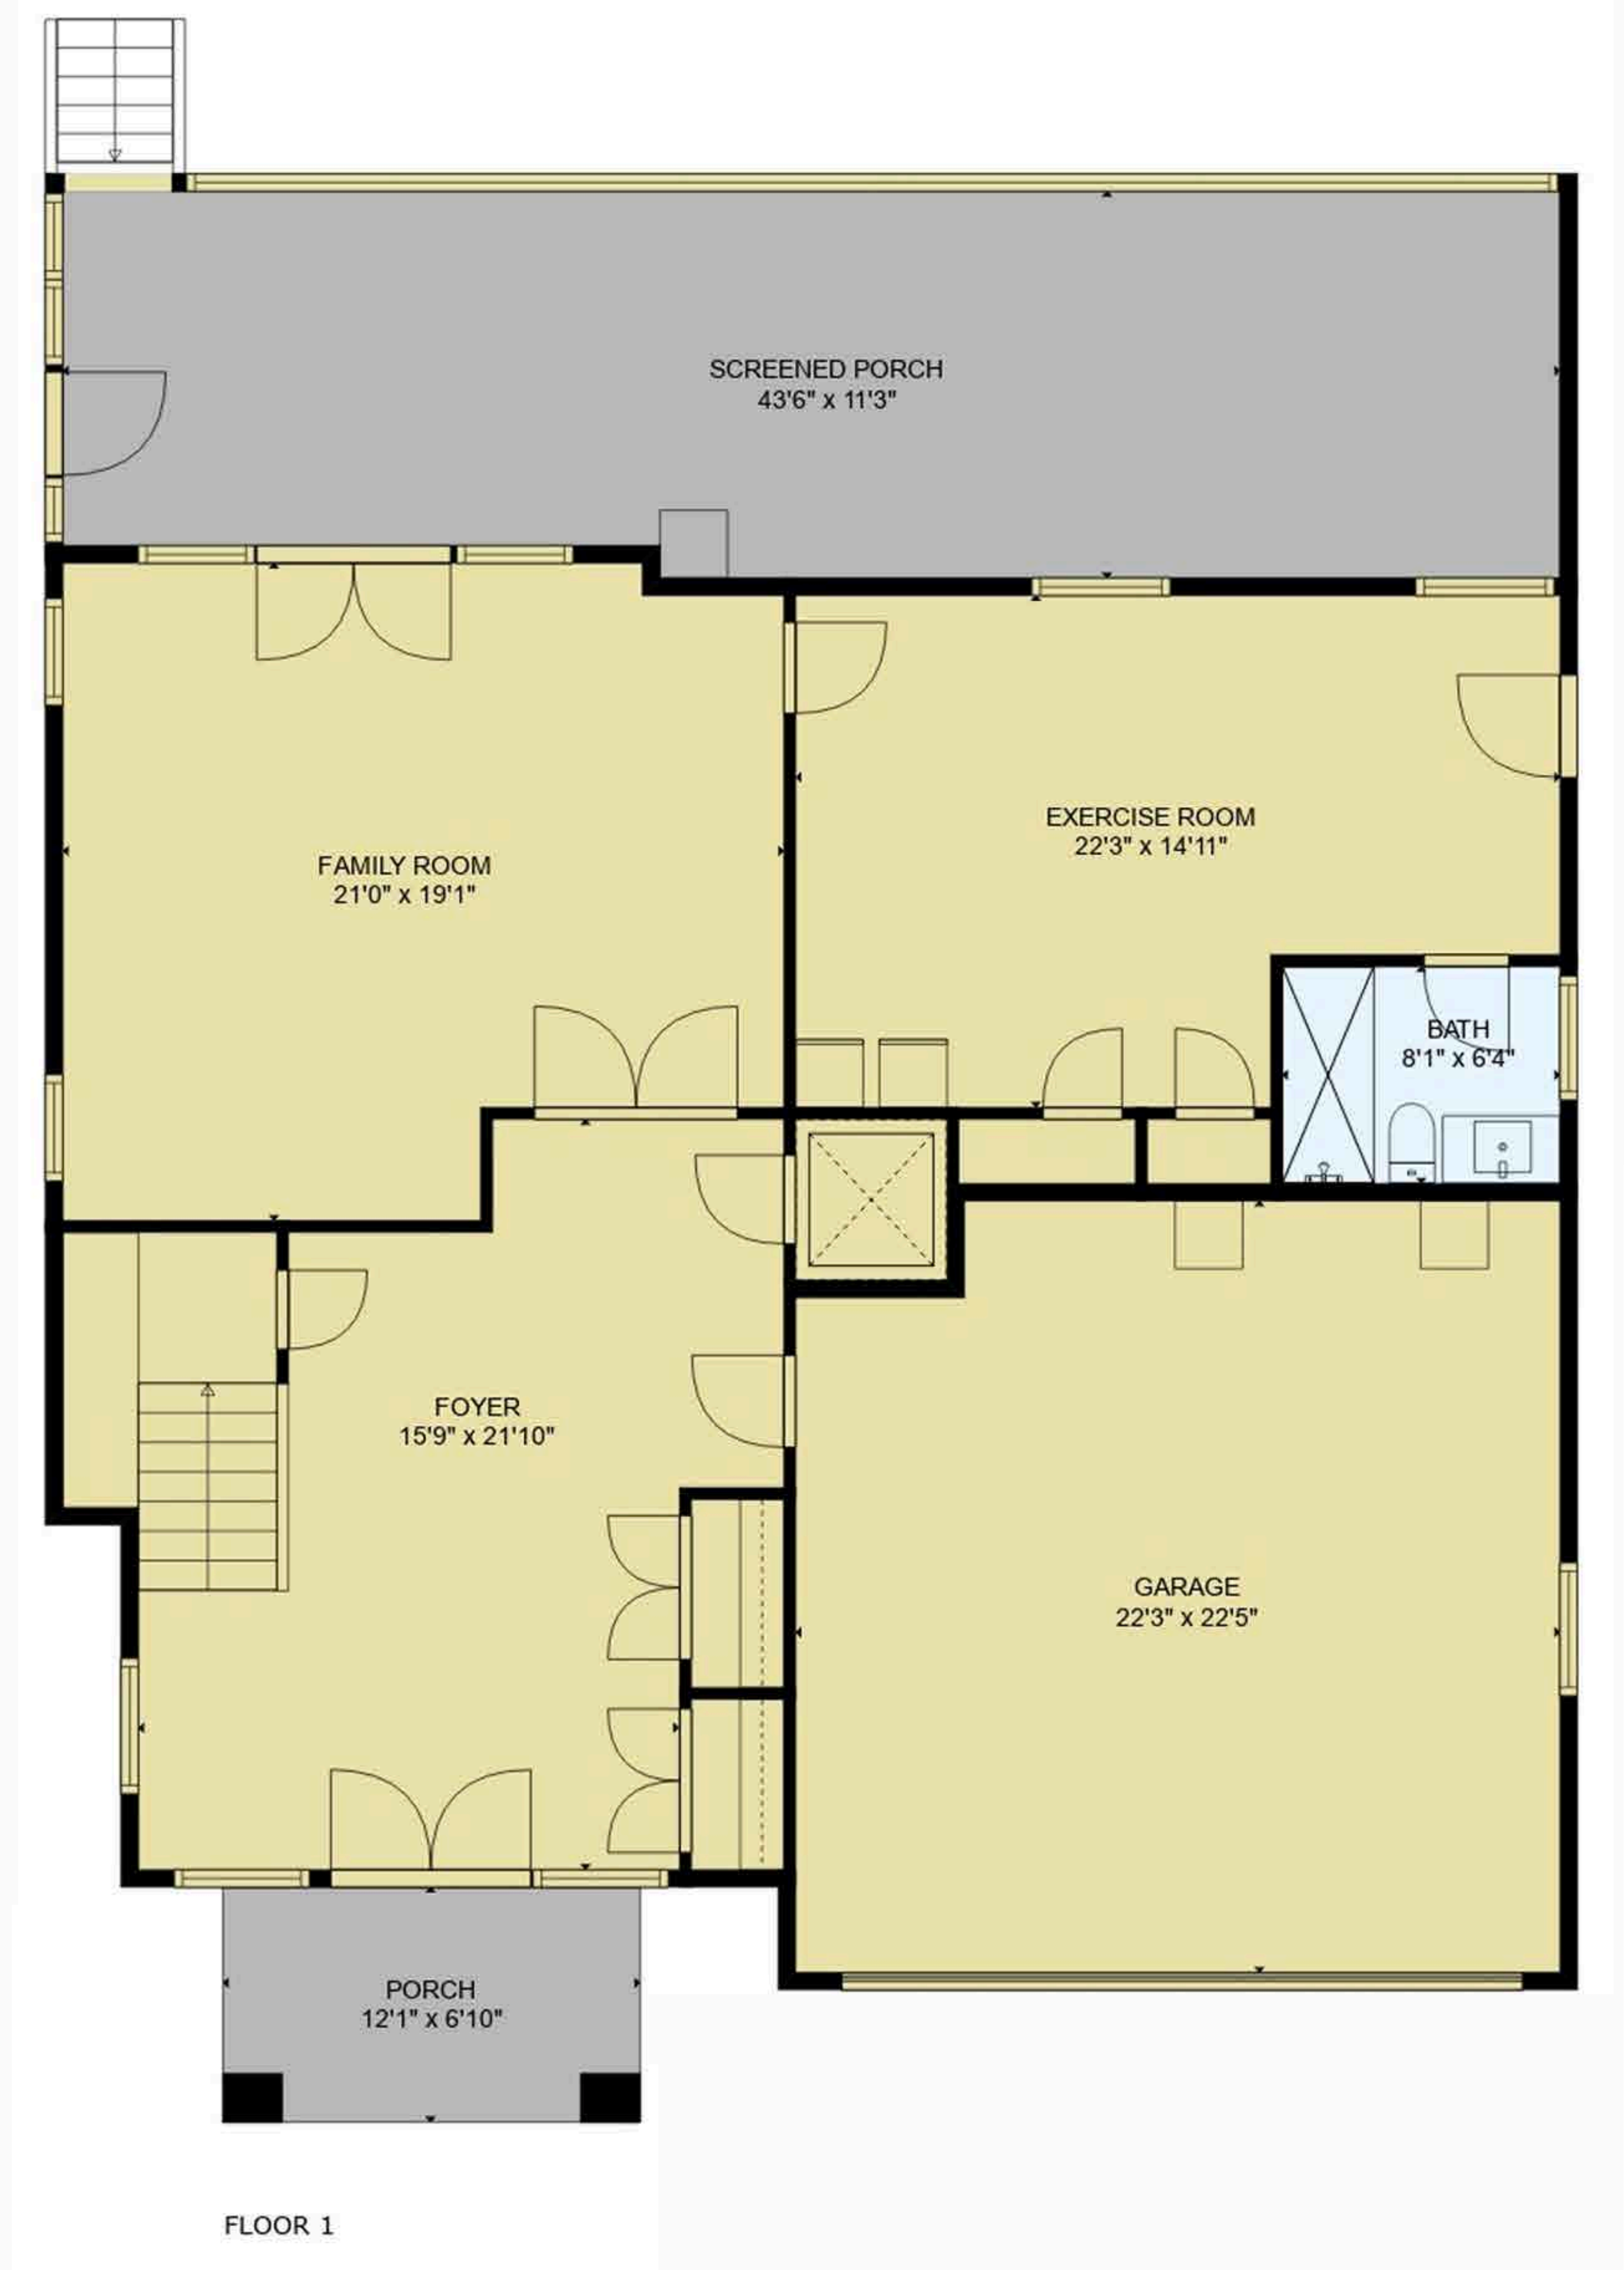 SCREENED PORCH
43'6" x 11'3"
EXERCISE ROOM
22'3" x 14'11"
FAMILY ROOM
21'0" x 19'1"
BATH
8'1" x 6'4"
FOYER
15'9" x 21'10"
GARAGE
22'3" x 22'5"
PORCH
12'1" x 6'10"
FLOOR 1